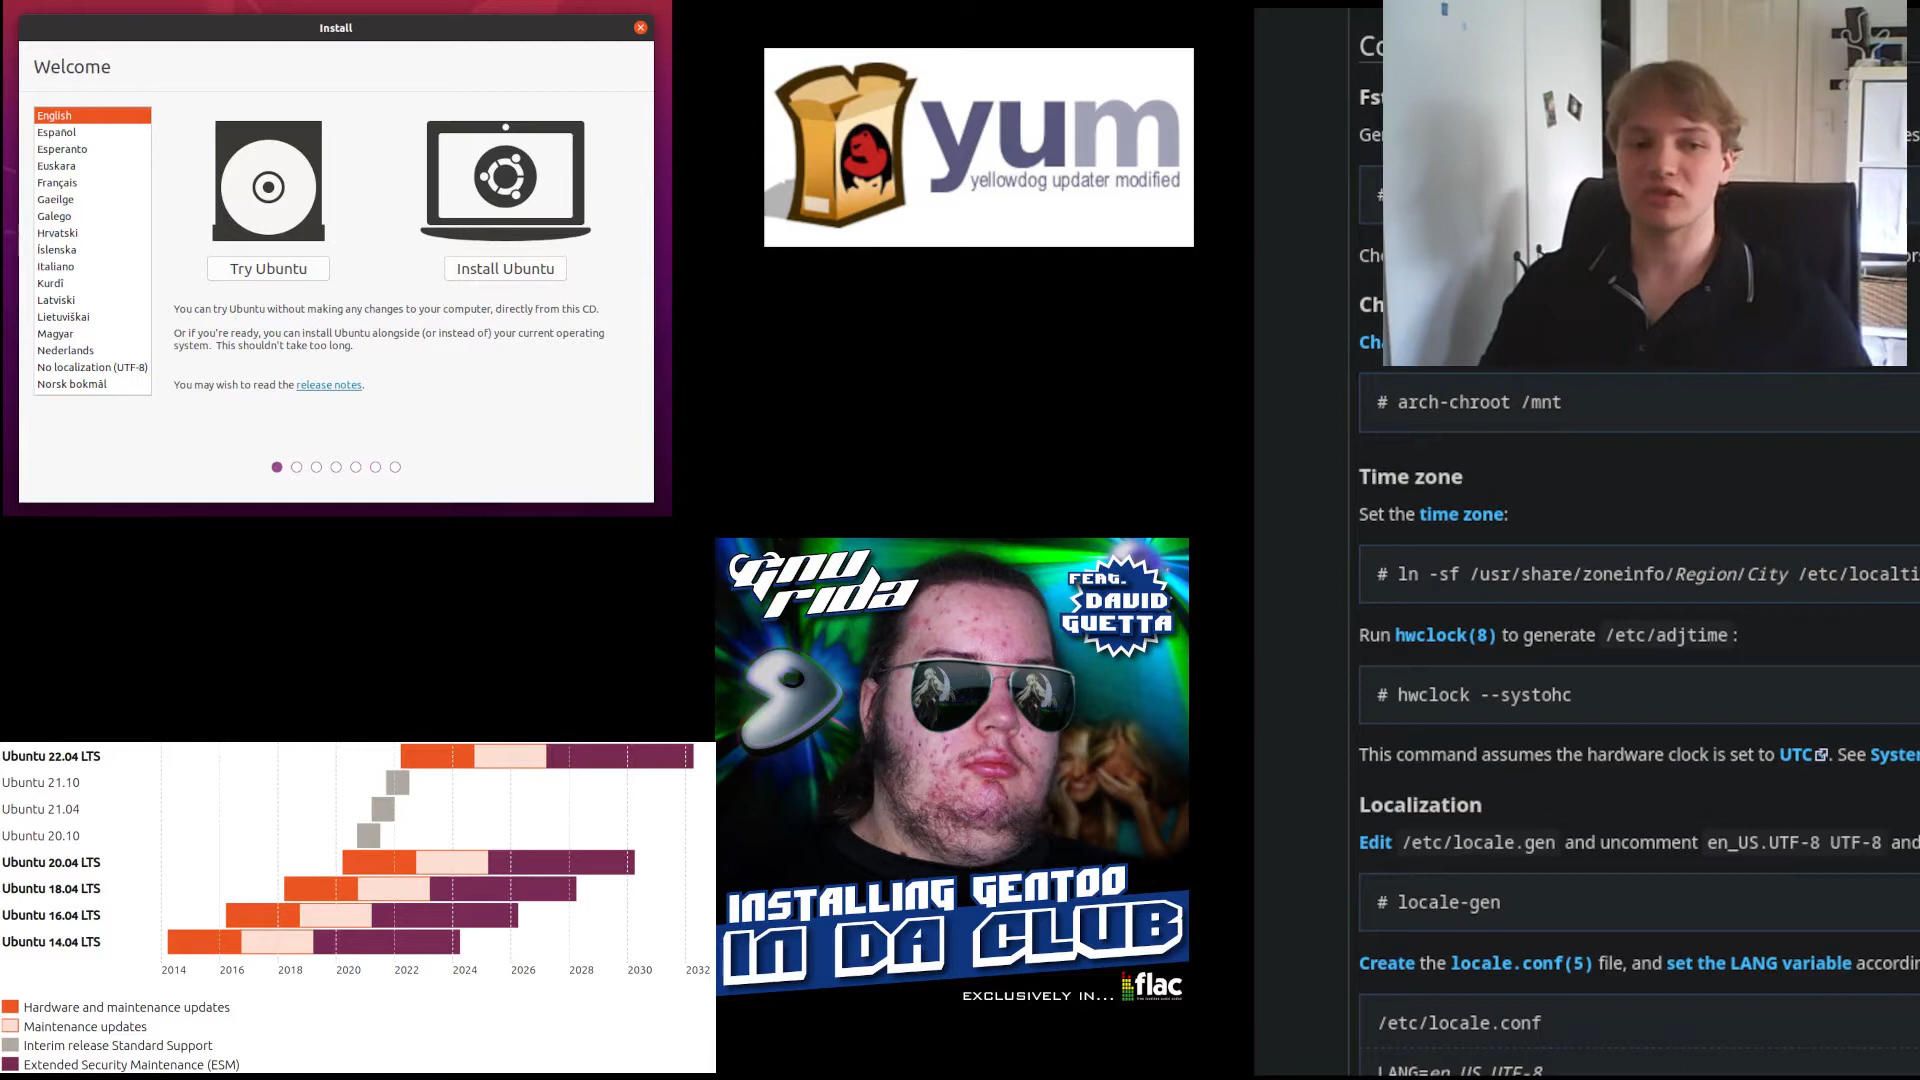 Install
Welcome
English
Español
Esperanto
Euskara
Français
Gaeilge
Galego
Hrvatski
Íslenska
Italiano
Kurdî
Latviski
Lietuviškai
Magyar
Nederlands
No localization (UTF-8)
Norsk bokmål
Try Ubuntu
Install Ubuntu
You can try Ubuntu without making any changes to your computer, directly from this CD.
Or if you're ready, you can install Ubuntu alongside (or instead of) your current operating
system. This shouldn't take too long.
You may wish to read the release notes.
yum
yellowdog updater modified
Ubuntu 22.04 LTS
Ubuntu 21.10
Ubuntu 21.04
Ubuntu 20.10
Ubuntu 20.04 LTS
Ubuntu 18.04 LTS
Ubuntu 16.04 LTS
Ubuntu 14.04 LTS
2014 2016 2018 2020 2022 2024 2026 2028 2030 2032
Hardware and maintenance updates
Maintenance updates
Interim release Standard Support
Extended Security Maintenance (ESM)
GNU
RIDA
FEAT.
DAVID
GUETTA
INSTALLING GENTOO
IN DA CLUB
EXCLUSIVELY IN... flac
#
# arch-chroot /mnt
Time zone
Set the time zone:
# ln -sf /usr/share/zoneinfo/Region/City /etc/localti
Run hwclock(8) to generate /etc/adjtime:
# hwclock --systohc
This command assumes the hardware clock is set to UTC. See System
Localization
Edit /etc/locale.gen and uncomment en_US.UTF-8 UTF-8 and
# locale-gen
Create the locale.conf(5) file, and set the LANG variable accordin
/etc/locale.conf
LANG=en_US.UTF-8